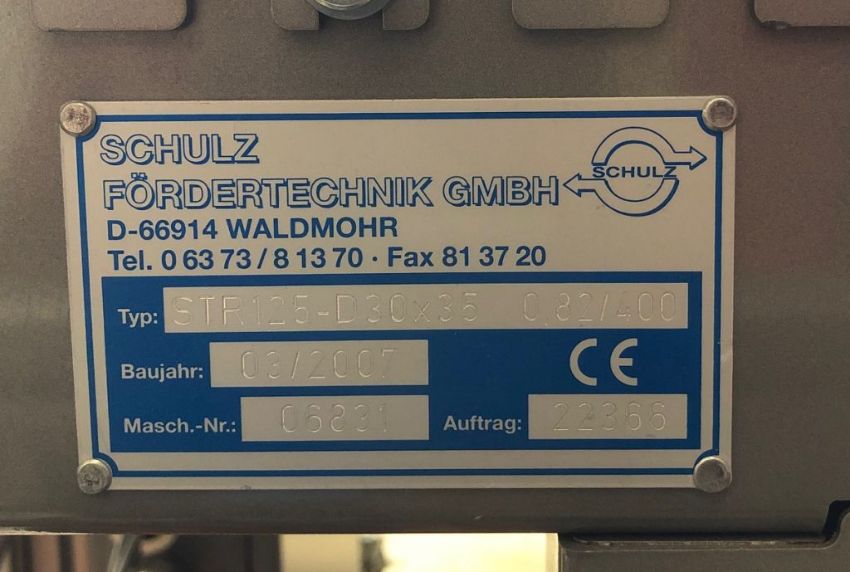 SCHULZ
FÖRDERTECHNIK GMBH
SCHULZ
D-66914 WALDMOHR
Tel. 0 63 73 / 8 13 70 · Fax 81 37 20
Typ: STR125-D30x35 0.82/400
Baujahr: 03/2007
CE
Masch.-Nr.: 06831 Auftrag: 22366